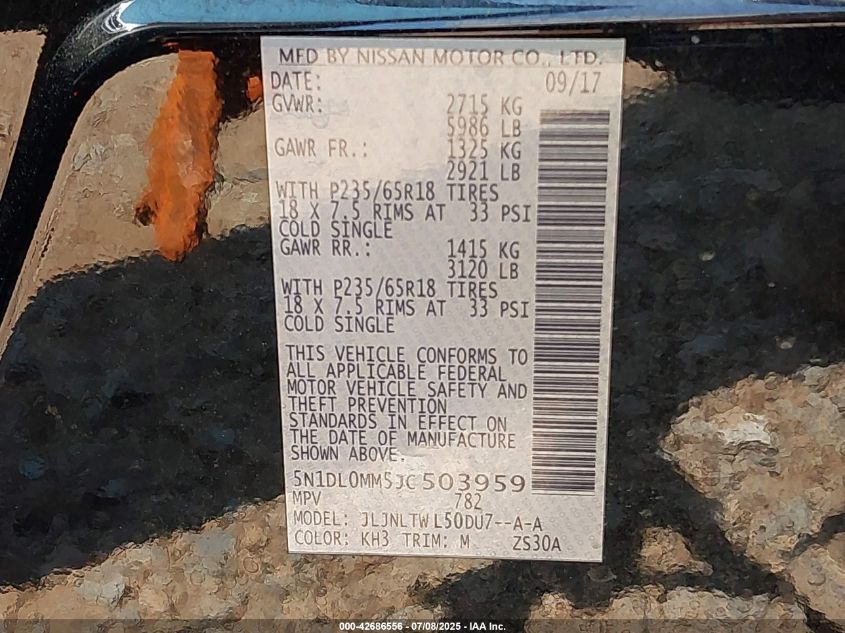 MFD BY NISSAN MOTOR CO., LTD.
DATE: 09/17
GVWR: 2715 KG
5986 LB
GAWR FR.: 1325 KG
2921 LB
WITH P235/65R18 TIRES
18 X 7.5 RIMS AT 33 PSI
COLD SINGLE
GAWR RR.: 1415 KG
3120 LB
WITH P235/65R18 TIRES
18 X 7.5 RIMS AT 33 PSI
COLD SINGLE
THIS VEHICLE CONFORMS TO
ALL APPLICABLE FEDERAL
MOTOR VEHICLE SAFETY AND
THEFT PREVENTION
STANDARDS IN EFFECT ON
THE DATE OF MANUFACTURE
SHOWN ABOVE.
5N1DL0MM5JC503959
MPV 782
MODEL: JLJNLTWL50DU7--A-A
COLOR: KH3 TRIM: M ZS30A
000-42686556 - 07/08/2025 - IAA Inc.